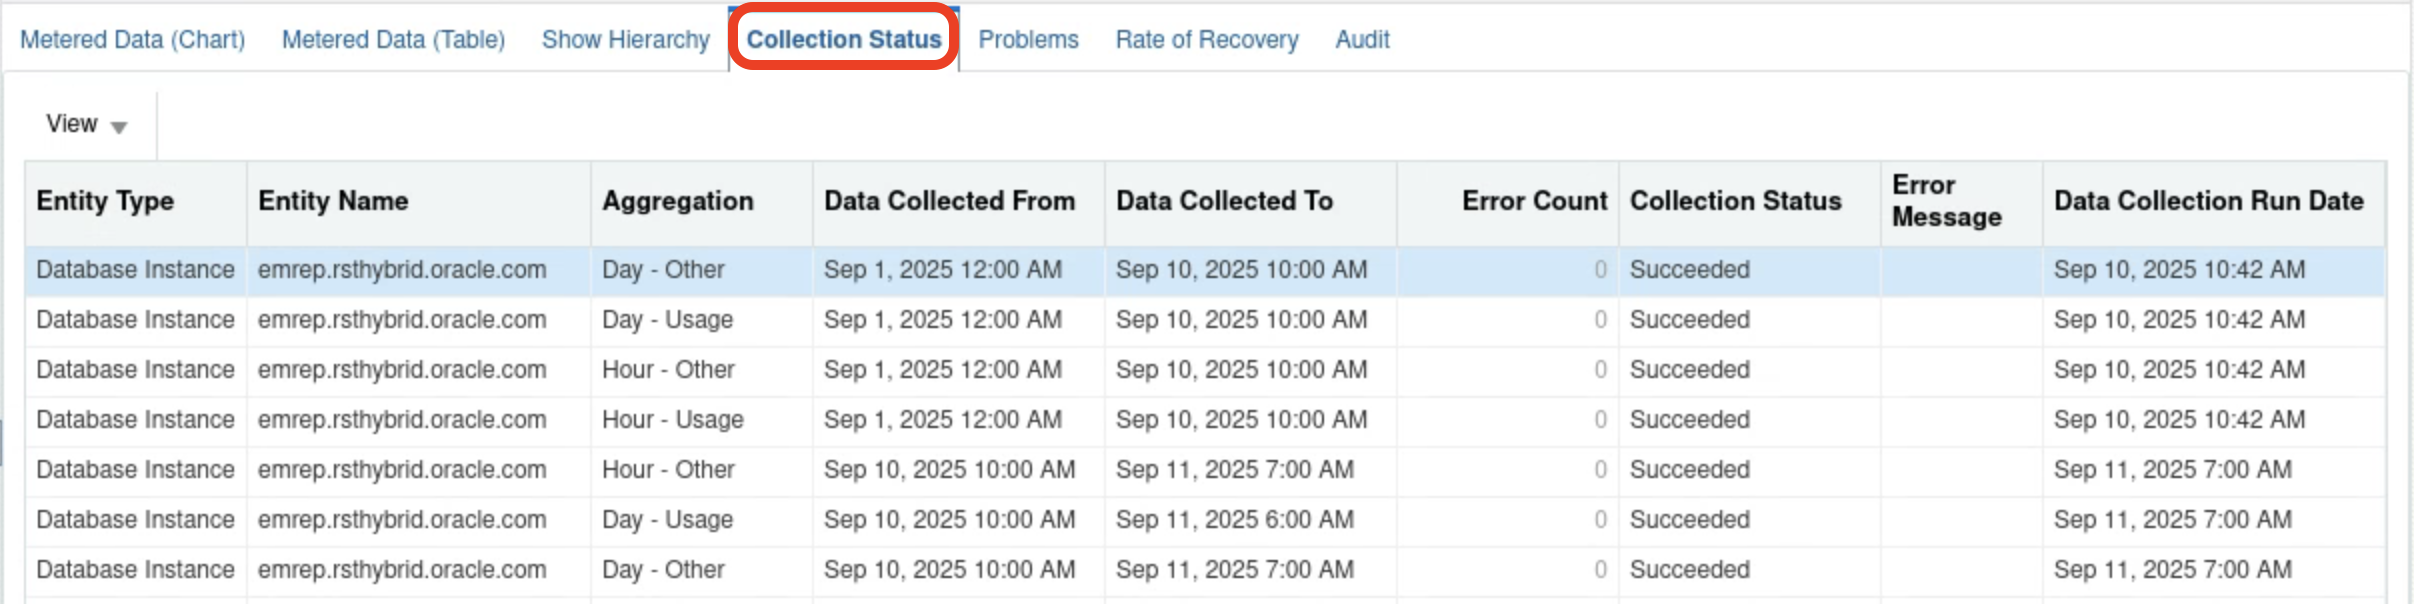 Metered Data (Chart) Metered Data (Table) Show Hierarchy Collection Status Problems Rate of Recovery Audit
View
Entity Type Entity Name Aggregation Data Collected From Data Collected To Error Count Collection Status Error Message Data Collection Run Date
Database Instance emrep.rsthybrid.oracle.com Day - Other Sep 1, 2025 12:00 AM Sep 10, 2025 10:00 AM 0 Succeeded Sep 10, 2025 10:42 AM
Database Instance emrep.rsthybrid.oracle.com Day - Usage Sep 1, 2025 12:00 AM Sep 10, 2025 10:00 AM 0 Succeeded Sep 10, 2025 10:42 AM
Database Instance emrep.rsthybrid.oracle.com Hour - Other Sep 1, 2025 12:00 AM Sep 10, 2025 10:00 AM 0 Succeeded Sep 10, 2025 10:42 AM
Database Instance emrep.rsthybrid.oracle.com Hour - Usage Sep 1, 2025 12:00 AM Sep 10, 2025 10:00 AM 0 Succeeded Sep 10, 2025 10:42 AM
Database Instance emrep.rsthybrid.oracle.com Hour - Other Sep 10, 2025 10:00 AM Sep 11, 2025 7:00 AM 0 Succeeded Sep 11, 2025 7:00 AM
Database Instance emrep.rsthybrid.oracle.com Day - Usage Sep 10, 2025 10:00 AM Sep 11, 2025 6:00 AM 0 Succeeded Sep 11, 2025 7:00 AM
Database Instance emrep.rsthybrid.oracle.com Day - Other Sep 10, 2025 10:00 AM Sep 11, 2025 7:00 AM 0 Succeeded Sep 11, 2025 7:00 AM